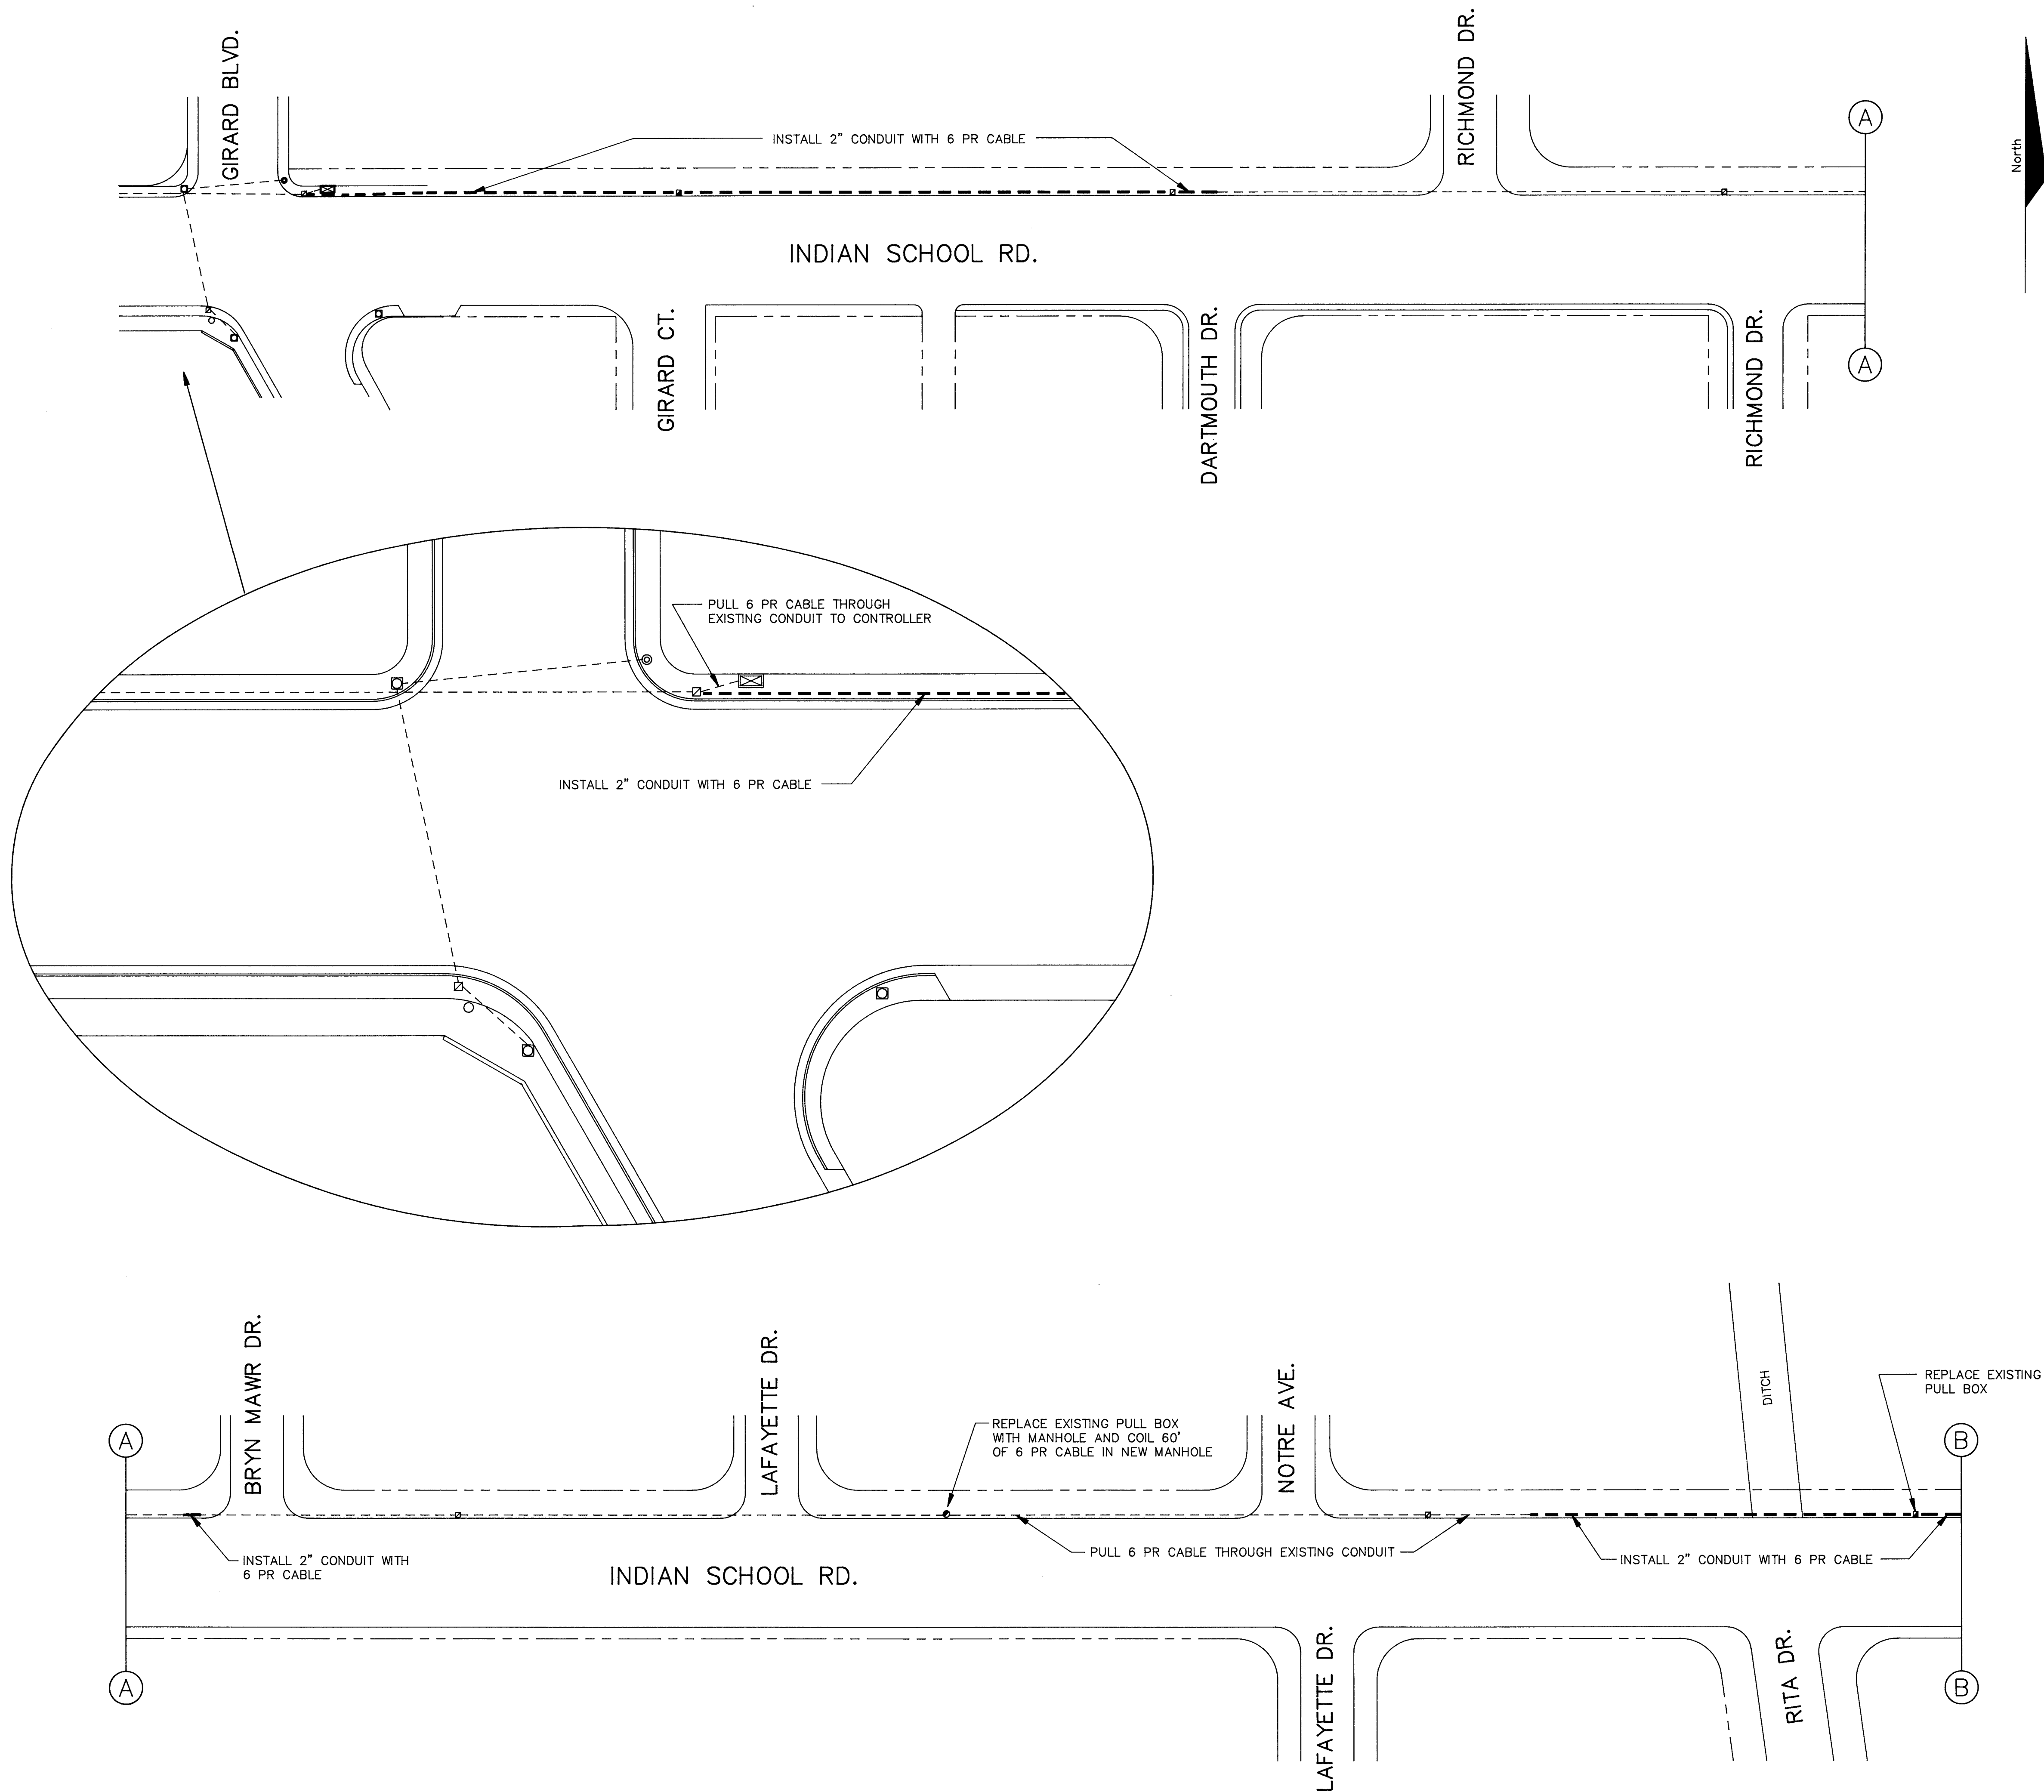 GIRARD BLVD.
RICHMOND DR.
A
North
INSTALL 2" CONDUIT WITH 6 PR CABLE
INDIAN SCHOOL RD.
GIRARD CT.
DARTMOUTH DR.
RICHMOND DR.
A
PULL 6 PR CABLE THROUGH
EXISTING CONDUIT TO CONTROLLER
INSTALL 2" CONDUIT WITH 6 PR CABLE
BRYN MAWR DR.
LAFAYETTE DR.
NOTRE AVE.
DITCH
REPLACE EXISTING
PULL BOX
A
REPLACE EXISTING PULL BOX
WITH MANHOLE AND COIL 60'
OF 6 PR CABLE IN NEW MANHOLE
B
INSTALL 2" CONDUIT WITH
6 PR CABLE
PULL 6 PR CABLE THROUGH EXISTING CONDUIT
INSTALL 2" CONDUIT WITH 6 PR CABLE
INDIAN SCHOOL RD.
A
LAFAYETTE DR.
RITA DR.
B